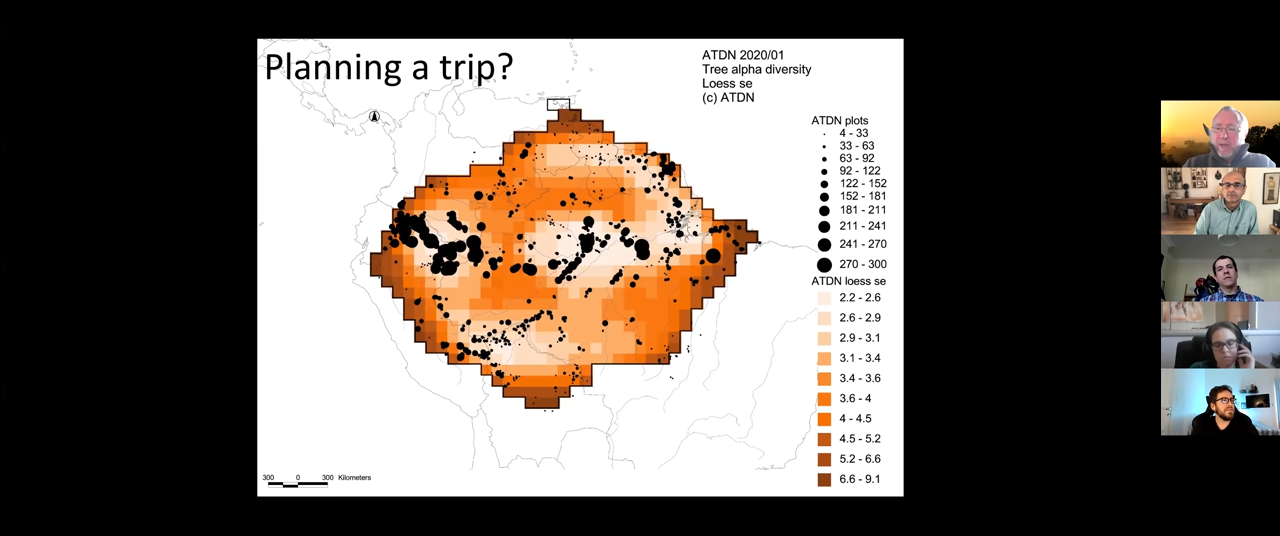 Planning a trip?
ATDN 2020/01
Tree alpha diversity
Loess se
(c) ATDN
ATDN plots
4 - 33
33 - 63
63 - 92
92 - 122
122 - 152
152 - 181
181 - 211
211 - 241
241 - 270
270 - 300
ATDN loess se
2.2 - 2.6
2.6 - 2.9
2.9 - 3.1
3.1 - 3.4
3.4 - 3.6
3.6 - 4
4 - 4.5
4.5 - 5.2
5.2 - 6.6
6.6 - 9.1
300 0 300 Kilometers